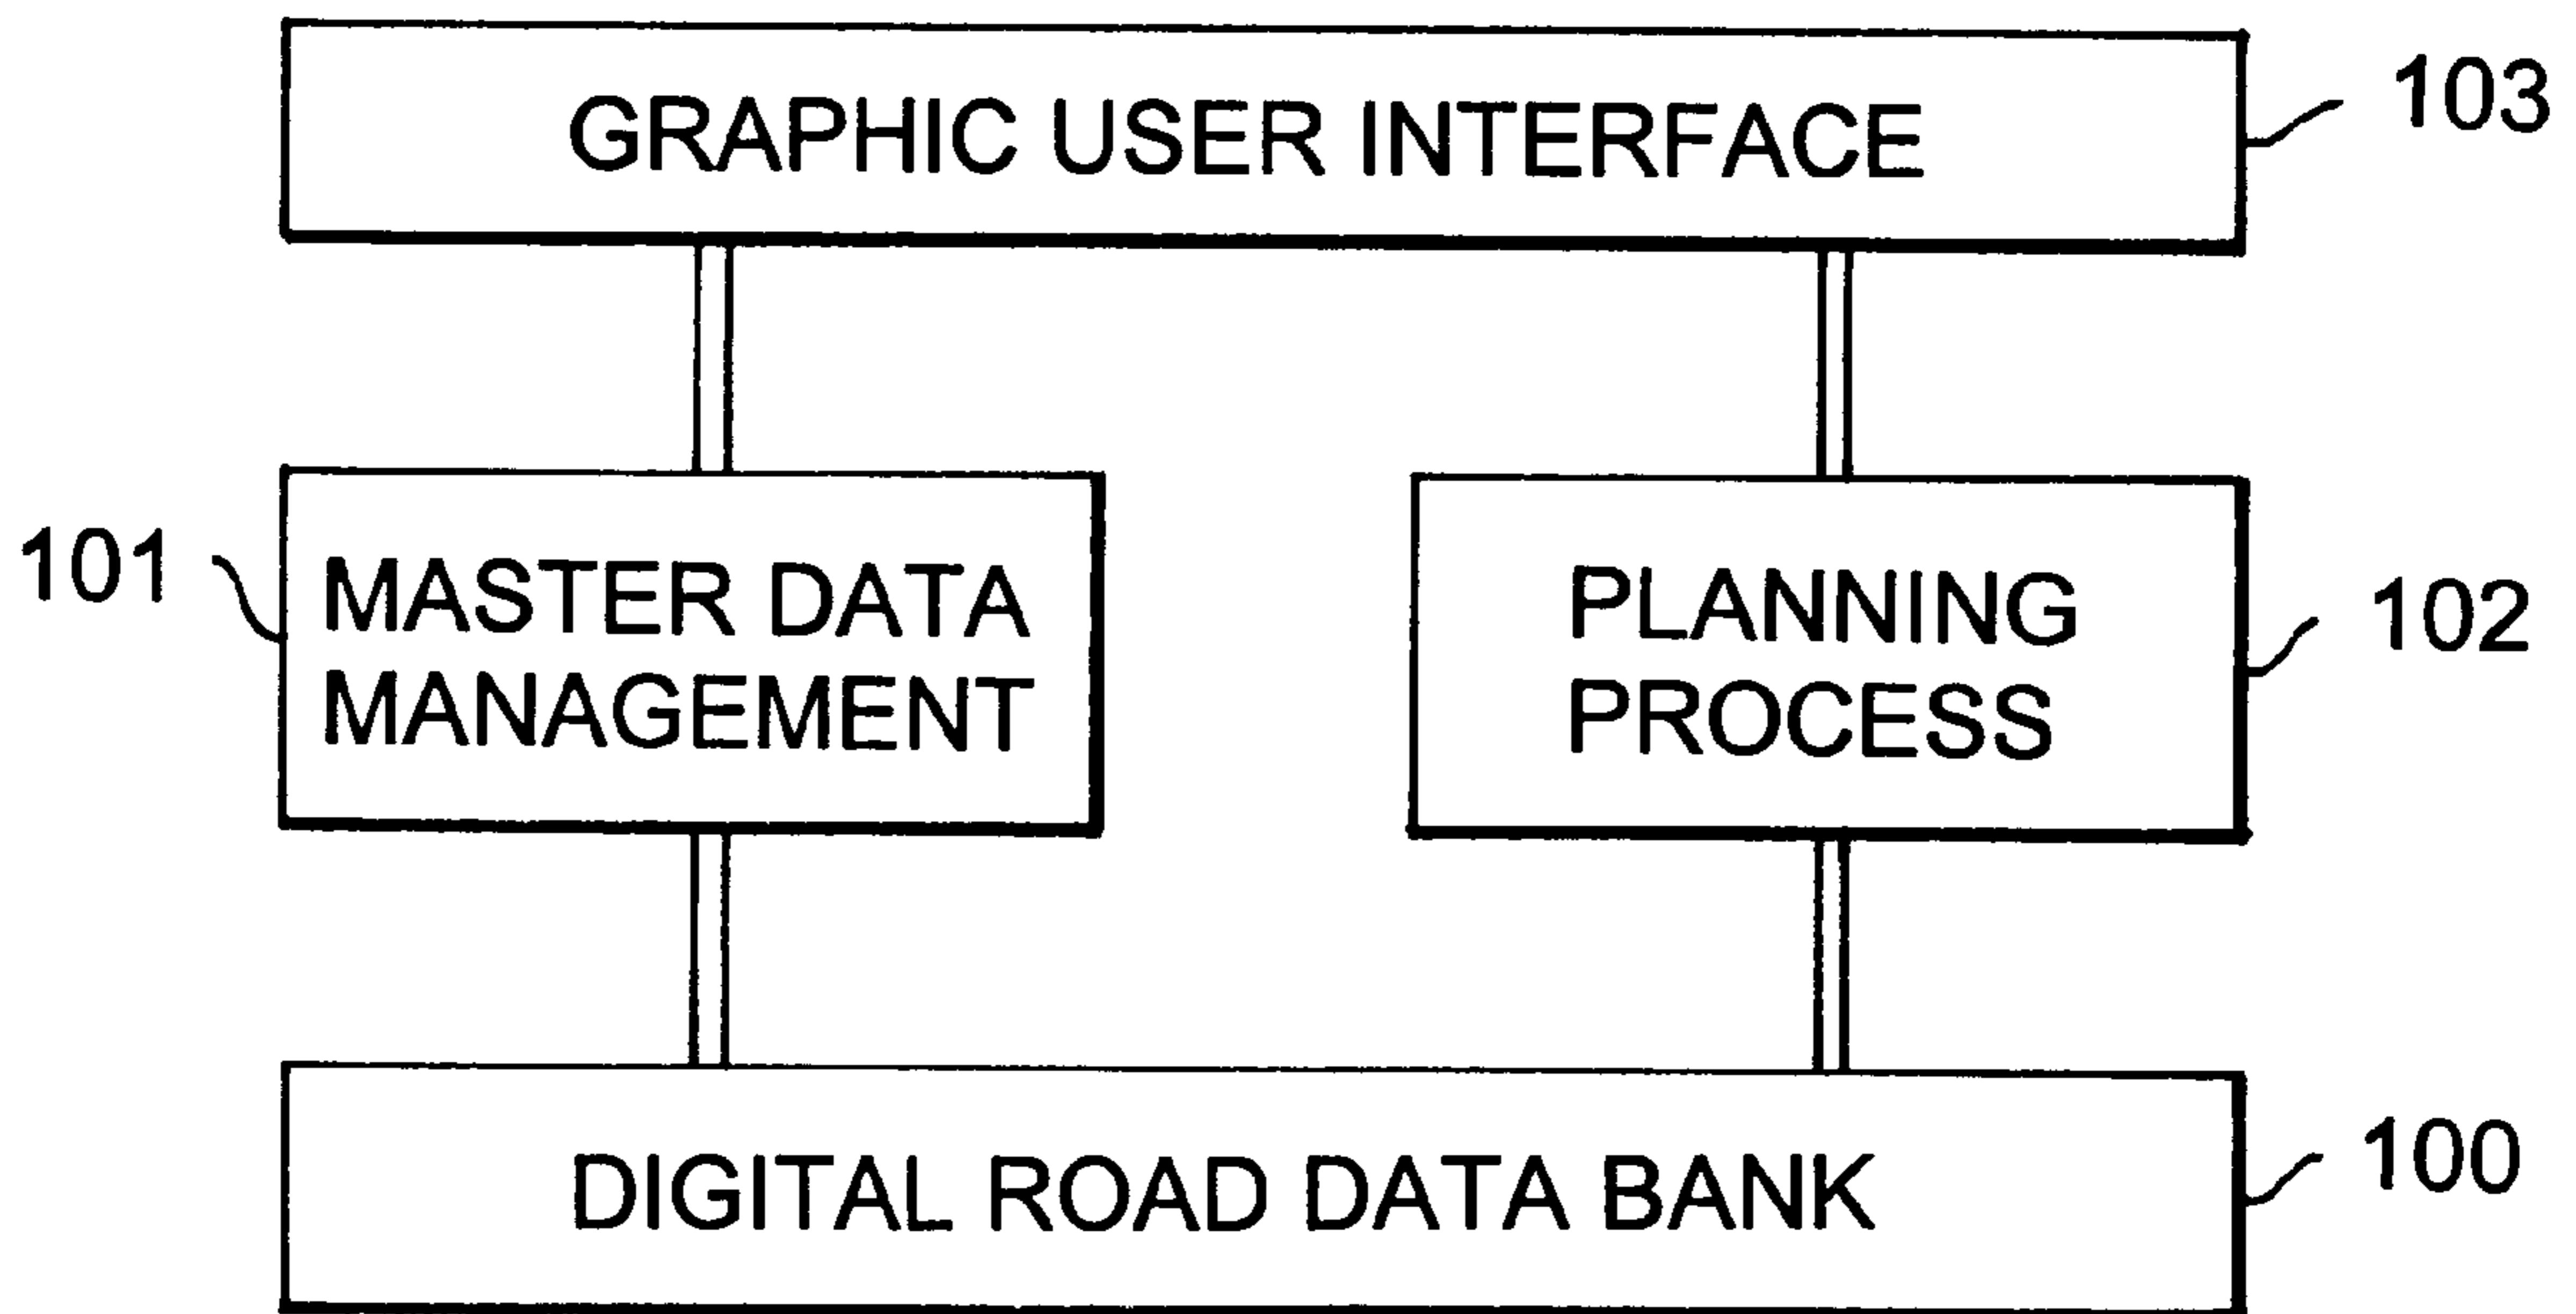 GRAPHIC USER INTERFACE
103
101
MASTER DATA
MANAGEMENT
PLANNING
PROCESS
102
DIGITAL ROAD DATA BANK
100